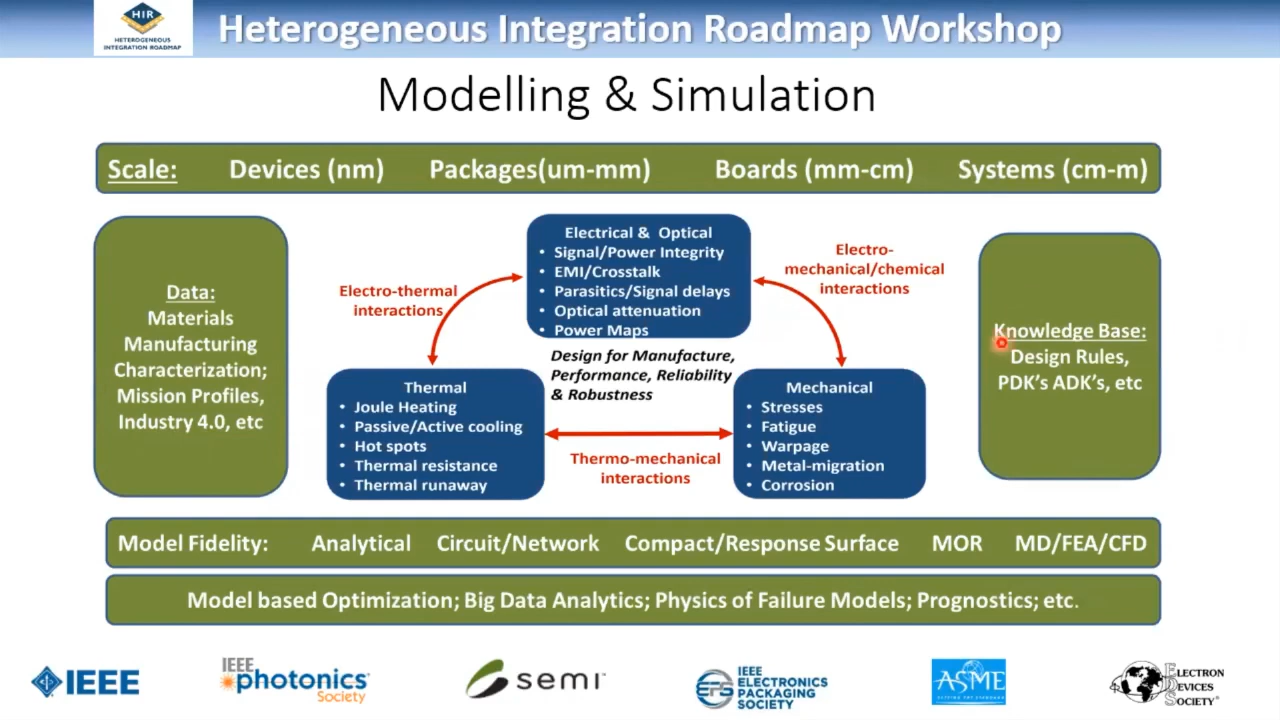 HIR
HETEROGENEOUS
INTEGRATION ROADMAP
Heterogeneous Integration Roadmap Workshop
Modelling & Simulation
Scale: Devices (nm) Packages(um-mm) Boards (mm-cm) Systems (cm-m)
Data:
Materials
Manufacturing
Characterization;
Mission Profiles,
Industry 4.0, etc
Electro-thermal
interactions
Electrical & Optical
• Signal/Power Integrity
• EMI/Crosstalk
• Parasitics/Signal delays
• Optical attenuation
• Power Maps
Electro-
mechanical/chemical
interactions
Design for Manufacture,
Performance, Reliability
& Robustness
Thermal
• Joule Heating
• Passive/Active cooling
• Hot spots
• Thermal resistance
• Thermal runaway
Thermo-mechanical
interactions
Mechanical
• Stresses
• Fatigue
• Warpage
• Metal-migration
• Corrosion
Knowledge Base:
Design Rules,
PDK's ADK's, etc
Model Fidelity: Analytical Circuit/Network Compact/Response Surface MOR MD/FEA/CFD
Model based Optimization; Big Data Analytics; Physics of Failure Models; Prognostics; etc.
IEEE
IEEE
photonics
Society
semi
EPS
IEEE
ELECTRONICS
PACKAGING
SOCIETY
ASME
ELECTRON
DEVICES
SOCIETY®